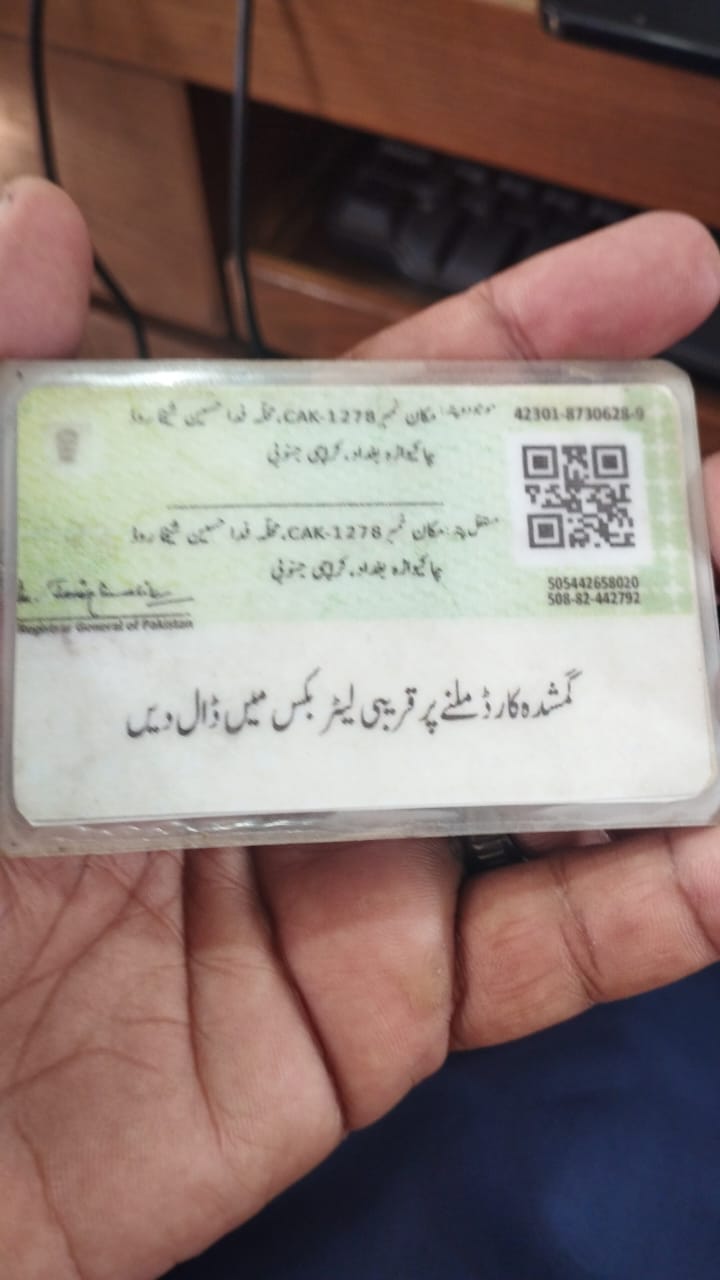 42301-8730628-9
موجودہ پتہ: مکان نمبر CAK-1278، محلہ فدا حسین شیخا روڈ
چاکیواڑہ بغداد، کراچی جنوبی
مستقل پتہ: مکان نمبر CAK-1278، محلہ فدا حسین شیخا روڈ
چاکیواڑہ بغداد، کراچی جنوبی
505442658020
508-82-442792
Registrar General of Pakistan
گمشدہ کارڈ ملنے پر قریبی لیٹر بکس میں ڈال دیں